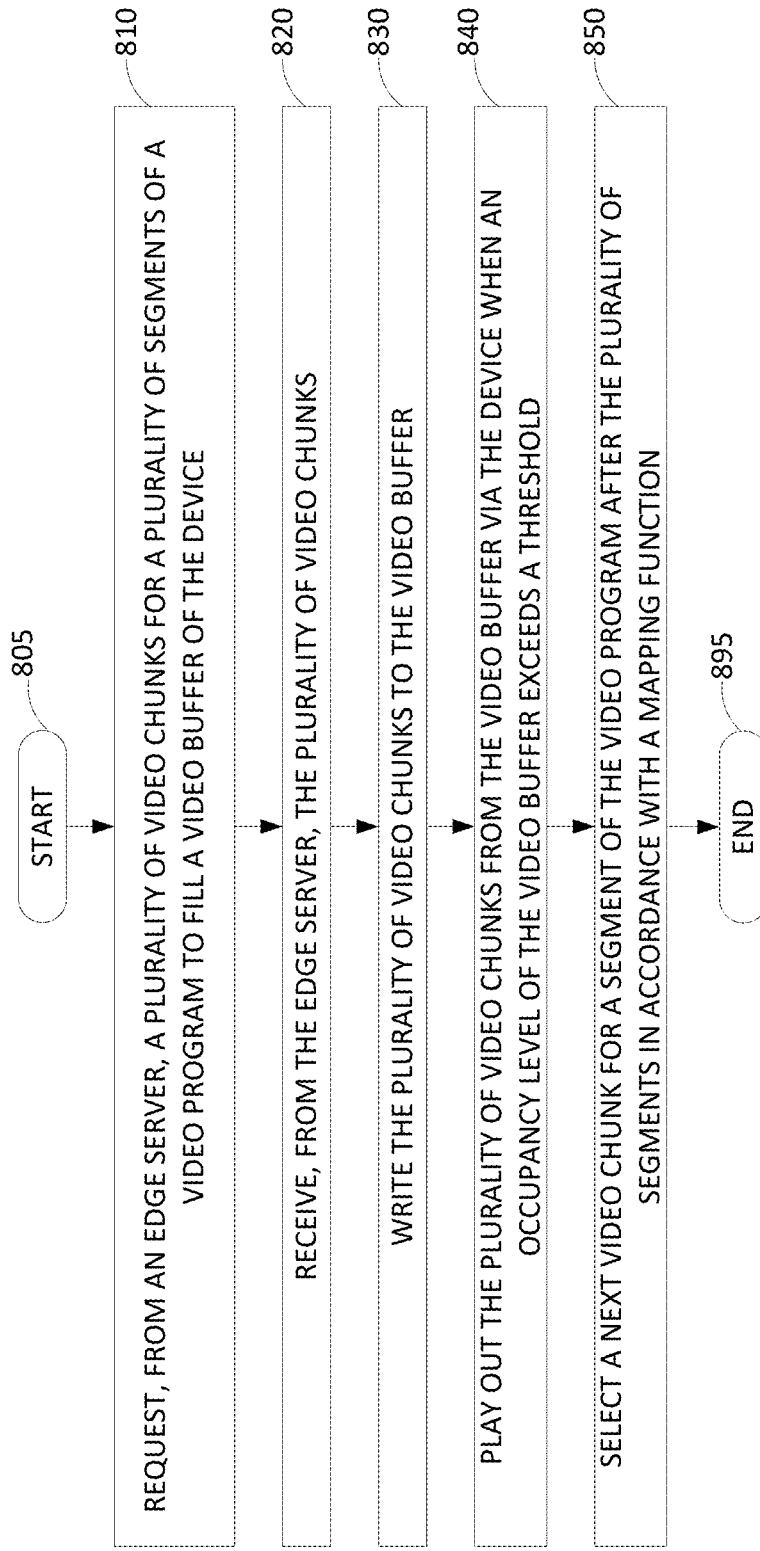 START
805
REQUEST, FROM AN EDGE SERVER, A PLURALITY OF VIDEO CHUNKS FOR A PLURALITY OF SEGMENTS OF A
VIDEO PROGRAM TO FILL A VIDEO BUFFER OF THE DEVICE
810
RECEIVE, FROM THE EDGE SERVER, THE PLURALITY OF VIDEO CHUNKS
820
WRITE THE PLURALITY OF VIDEO CHUNKS TO THE VIDEO BUFFER
830
PLAY OUT THE PLURALITY OF VIDEO CHUNKS FROM THE VIDEO BUFFER VIA THE DEVICE WHEN AN
OCCUPANCY LEVEL OF THE VIDEO BUFFER EXCEEDS A THRESHOLD
840
SELECT A NEXT VIDEO CHUNK FOR A SEGMENT OF THE VIDEO PROGRAM AFTER THE PLURALITY OF
SEGMENTS IN ACCORDANCE WITH A MAPPING FUNCTION
850
END
895